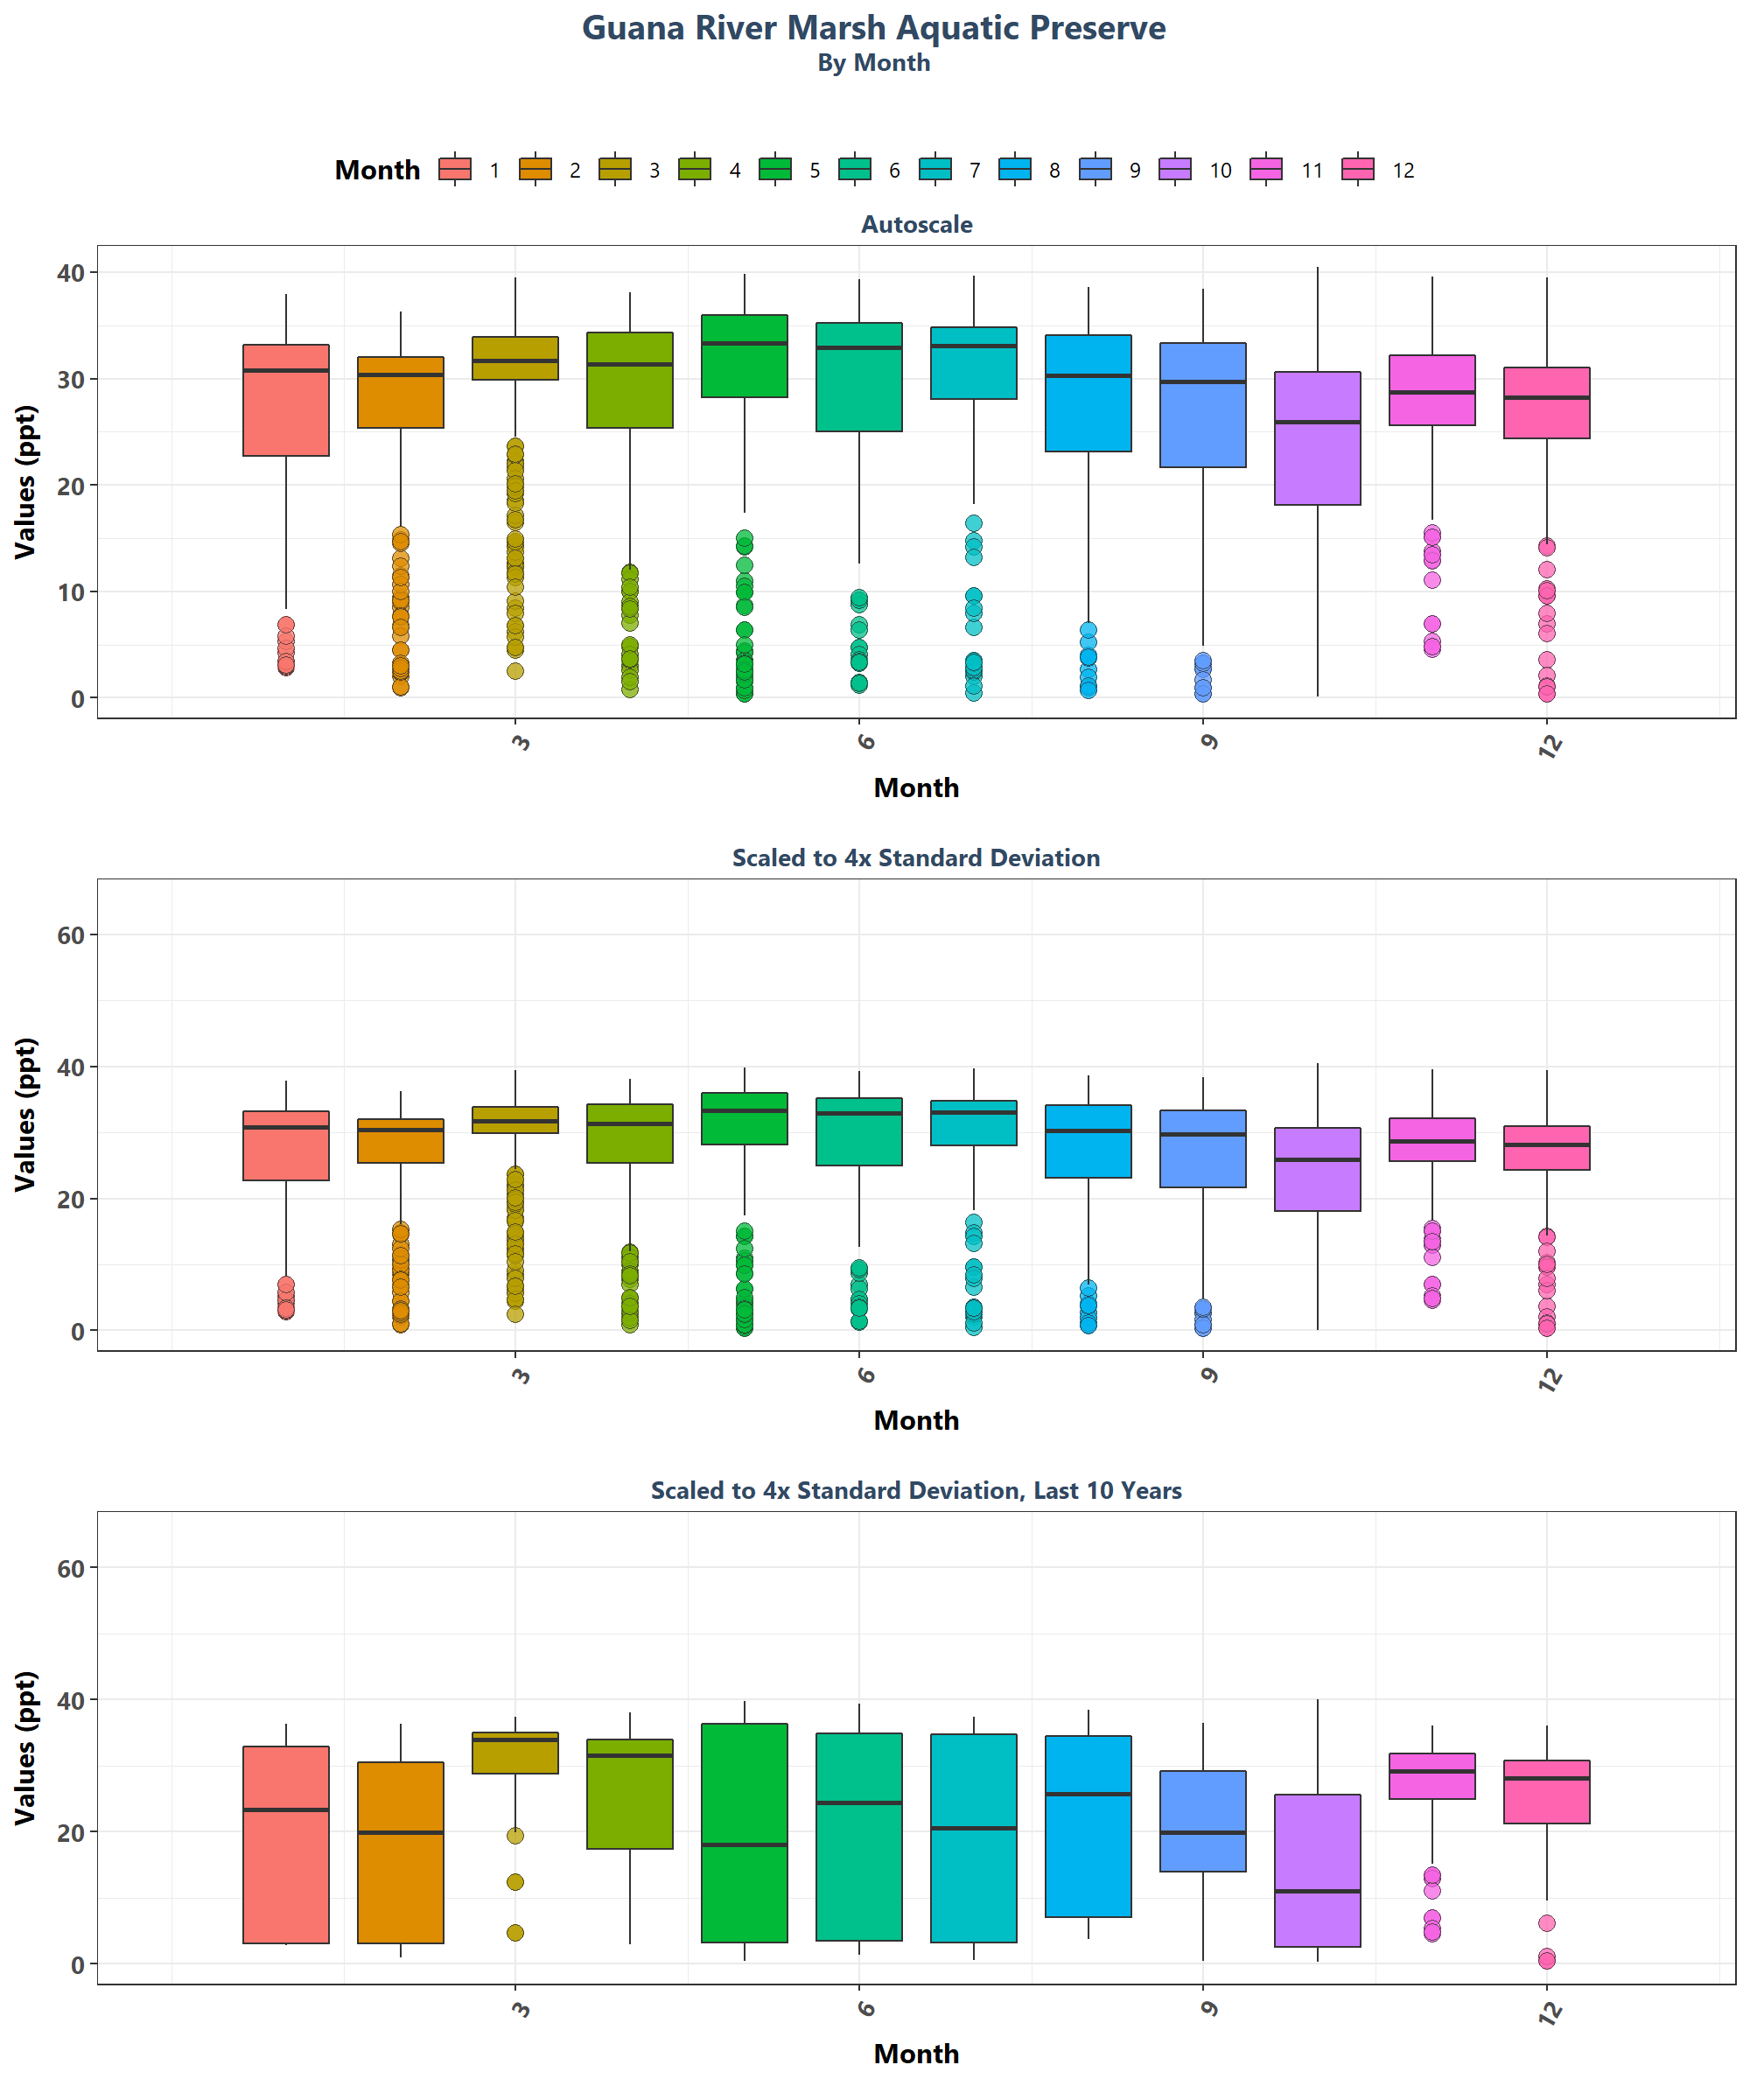 Guana River Marsh Aquatic Preserve
By Month
Month 1 2 3 4 5 6 7 8 9 10 11 12
Autoscale
Values (ppt)
40
30
20
10
0
3 6 9 12
Month
Scaled to 4x Standard Deviation
Values (ppt)
60
40
20
0
3 6 9 12
Month
Scaled to 4x Standard Deviation, Last 10 Years
Values (ppt)
60
40
20
0
3 6 9 12
Month